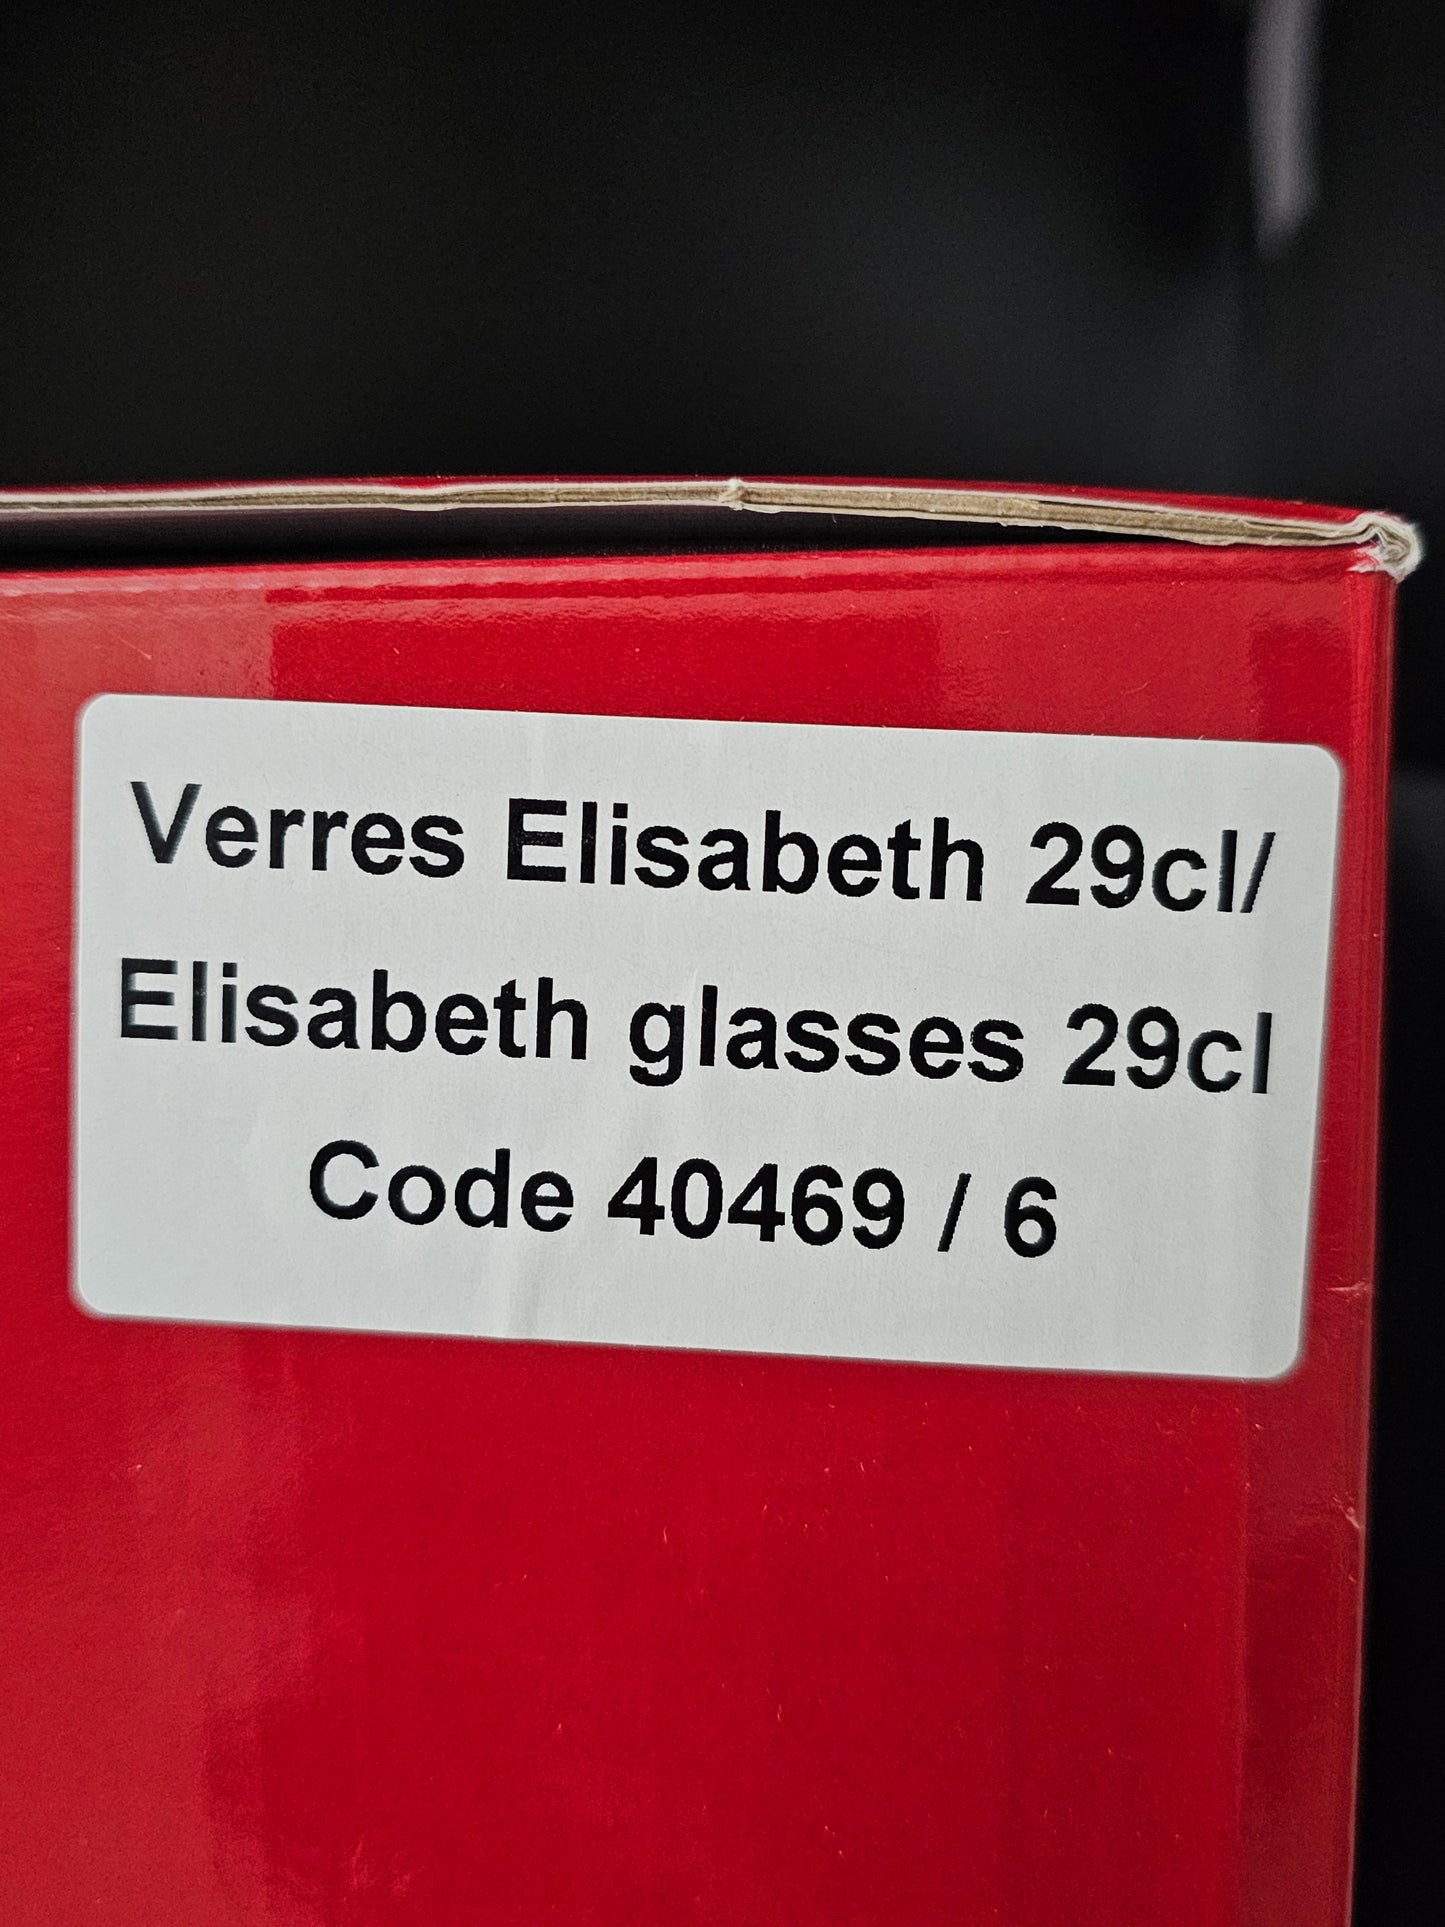 Verres Elisabeth 29cl/
Elisabeth glasses 29cl
Code 40469 / 6